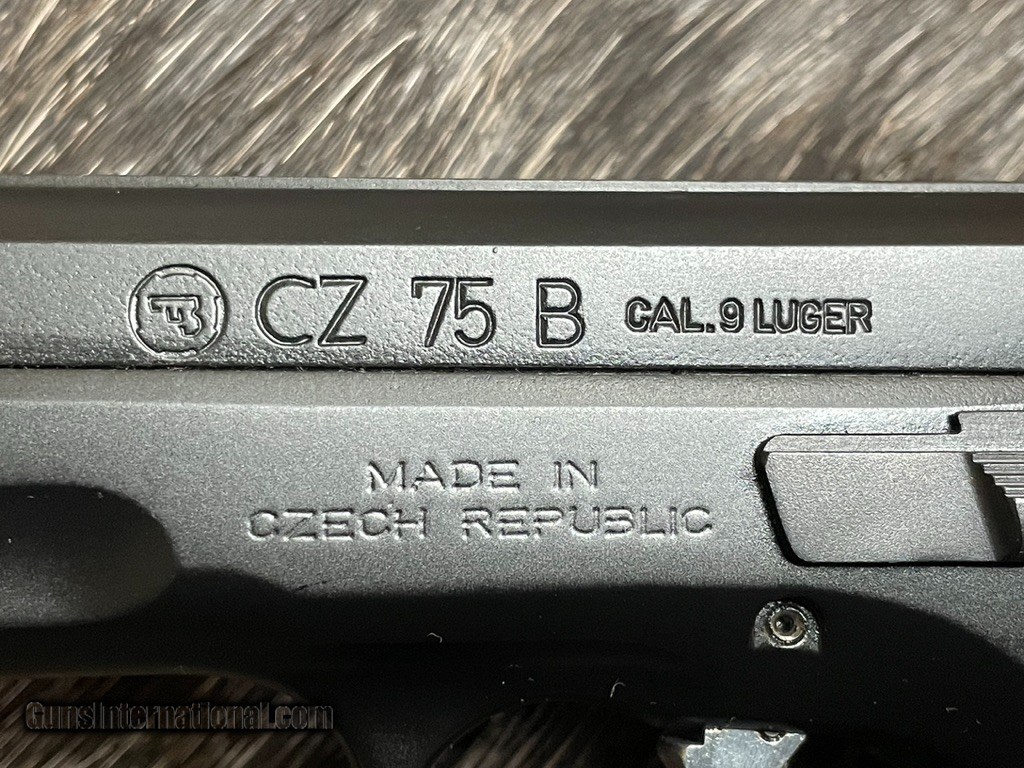 CZ 75 B CAL. 9 LUGER
MADE IN
CZECH REPUBLIC
GunsInternational.com